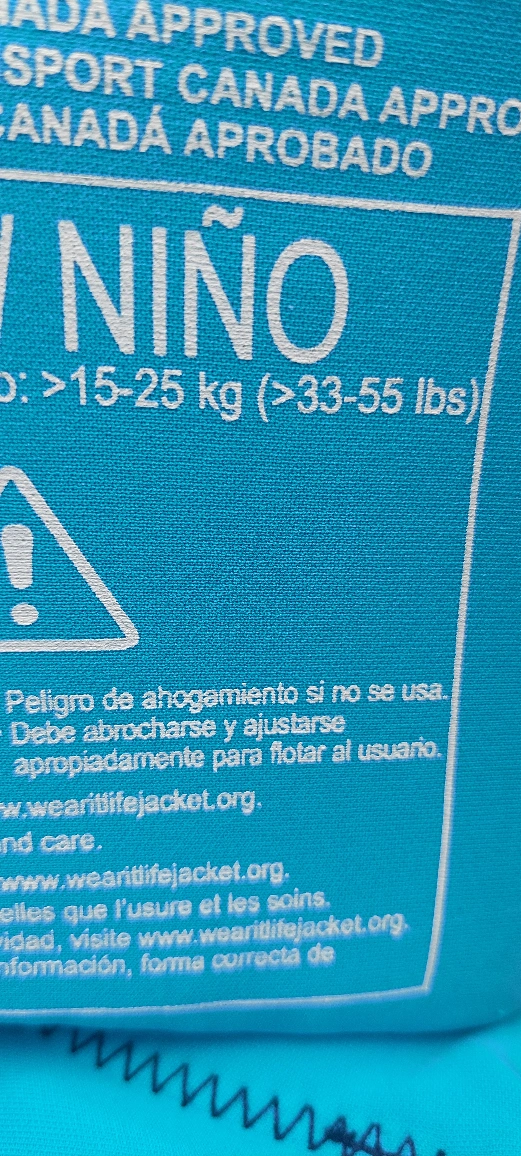 ADA APPROVED
SPORT CANADA APPRO
CANADÁ APROBADO
/ NIÑO
o: >15-25 kg (>33-55 lbs)
!
Peligro de ahogamiento si no se usa.
Debe abrocharse y ajustarse
apropiadamente para flotar al usuario.
w.wearitlifejacket.org.
nd care.
www.wearitlifejacket.org.
elles que l'usure et les soins.
vidad, visite www.wearitlifejacket.org.
nformación, forma correcta de